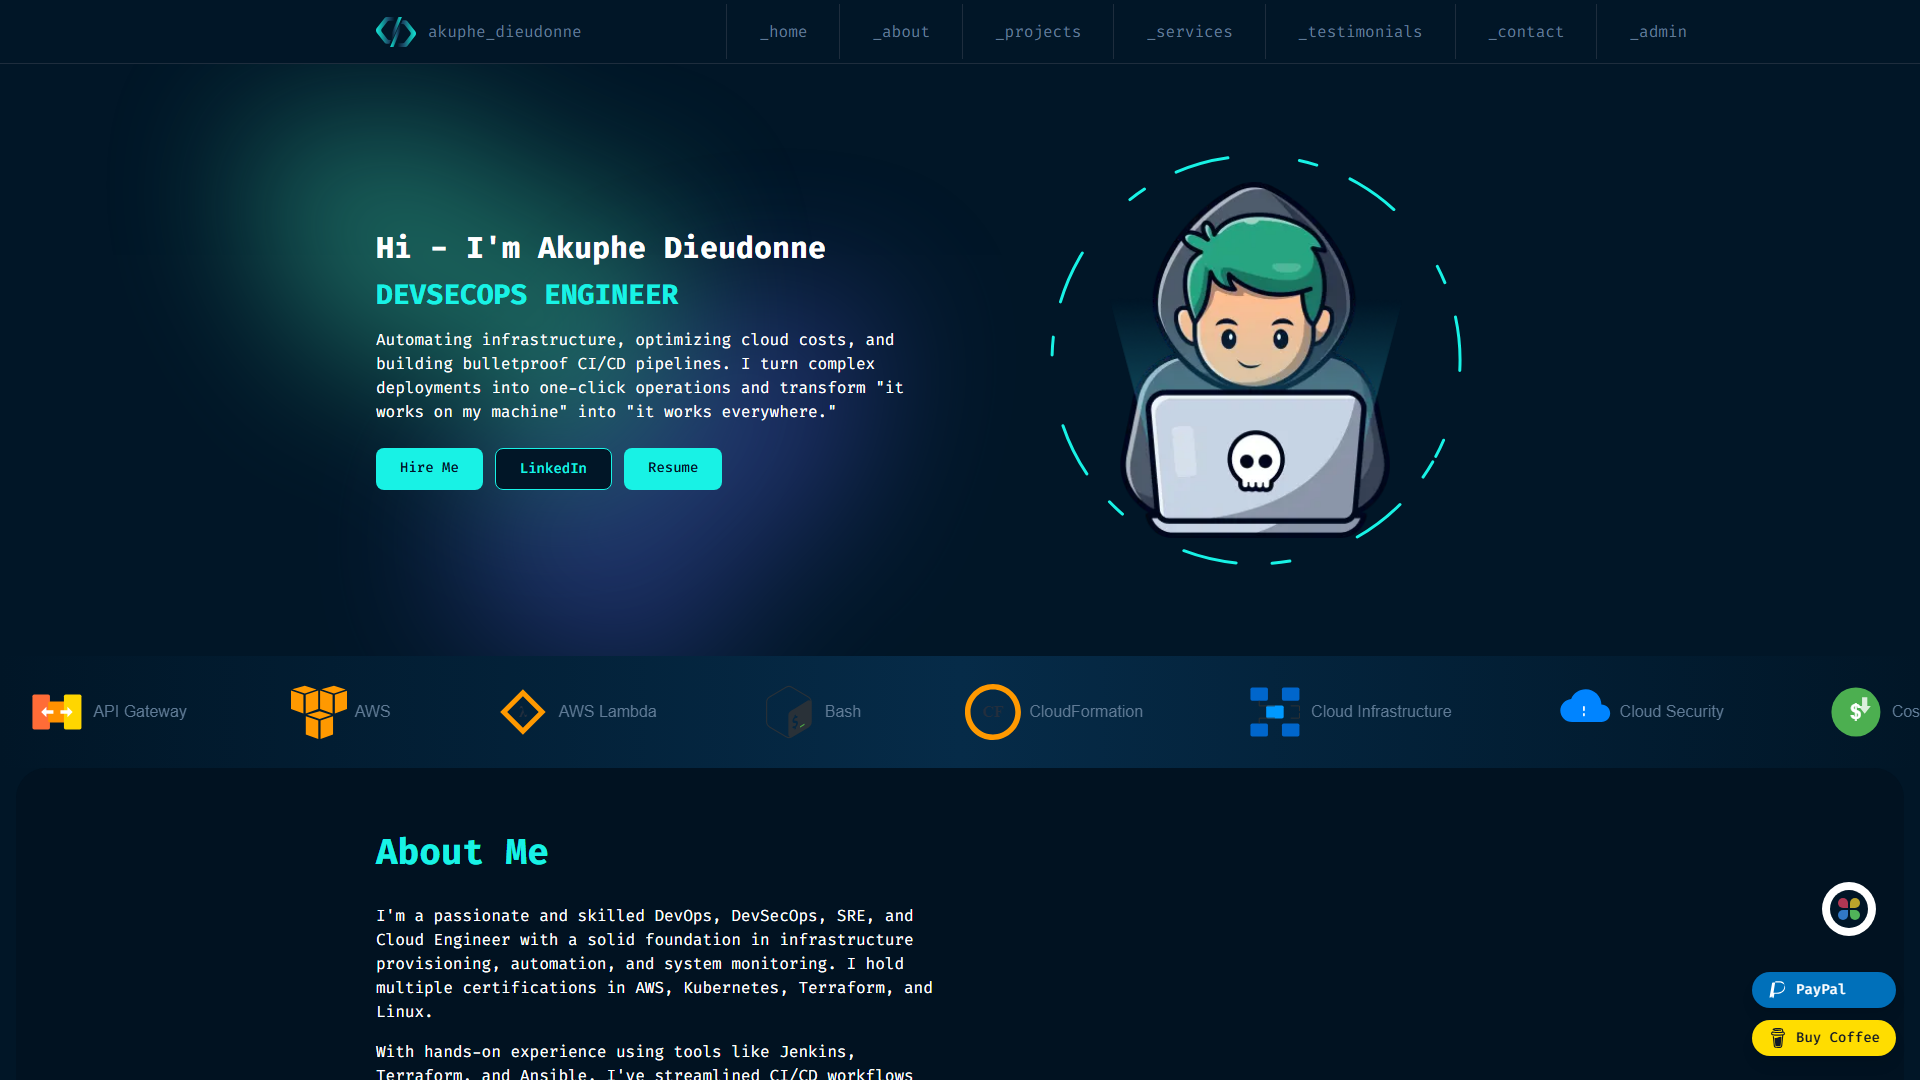 akuphe_dieudonne
_home
_about
_projects
_services
_testimonials
_contact
_admin
Hi - I'm Akuphe Dieudonne
DEVSECOPS ENGINEER
Automating infrastructure, optimizing cloud costs, and
building bulletproof CI/CD pipelines. I turn complex
deployments into one-click operations and transform "it
works on my machine" into "it works everywhere."
Hire Me
LinkedIn
Resume
API Gateway
AWS
AWS Lambda
Bash
CF
CloudFormation
Cloud Infrastructure
Cloud Security
$
Cos
About Me
I'm a passionate and skilled DevOps, DevSecOps, SRE, and
Cloud Engineer with a solid foundation in infrastructure
provisioning, automation, and system monitoring. I hold
multiple certifications in AWS, Kubernetes, Terraform, and
Linux.
With hands-on experience using tools like Jenkins,
Terraform, and Ansible, I've streamlined CI/CD workflows
PayPal
Buy Coffee